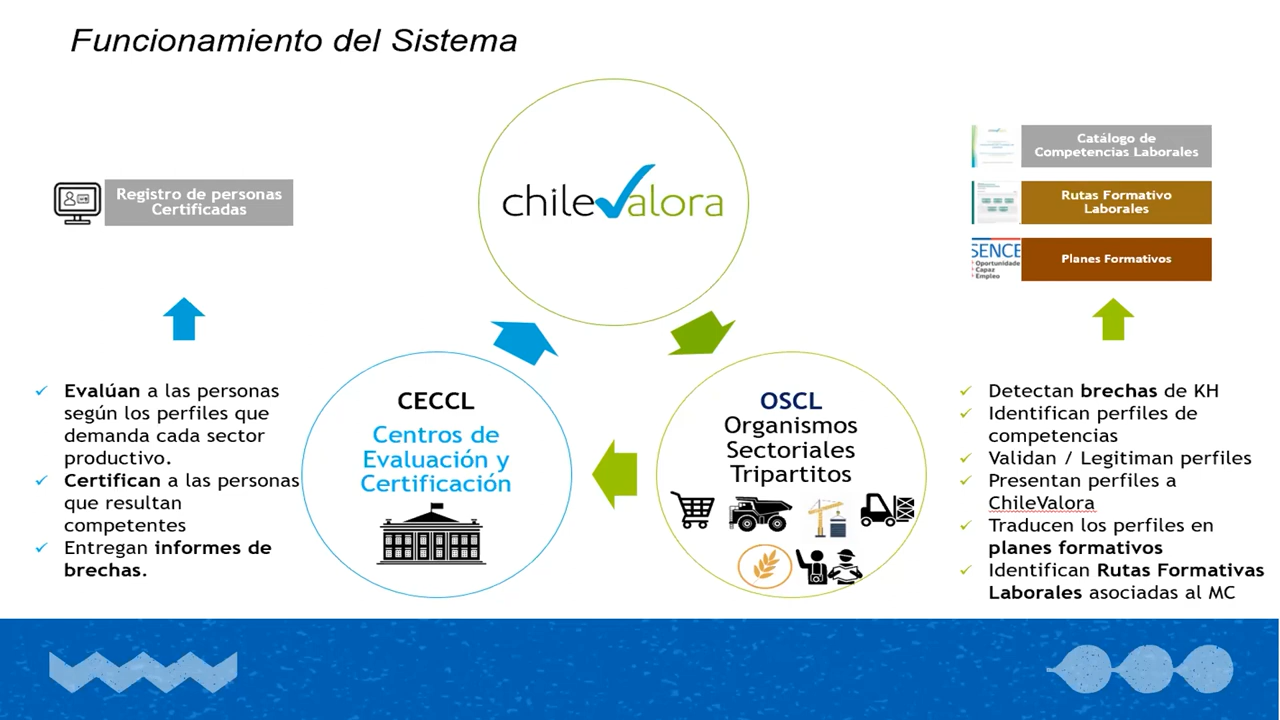 Funcionamiento del Sistema
chileValora
Registro de personas
Certificadas
Catálogo de
Competencias Laborales
Rutas Formativo
Laborales
SENCE
Oportunidade
Capaz
Empleo
Planes Formativos
Evalúan a las personas
según los perfiles que
demanda cada sector
productivo.
Certifican a las personas
que resultan
competentes
Entregan informes de
brechas.
CECCL
Centros de
Evaluación y
Certificación
OSCL
Organismos
Sectoriales
Tripartitos
Detectan brechas de KH
Identifican perfiles de
competencias
Validan / Legitiman perfiles
Presentan perfiles a
ChileValora
Traducen los perfiles en
planes formativos
Identifican Rutas Formativas
Laborales asociadas al MC